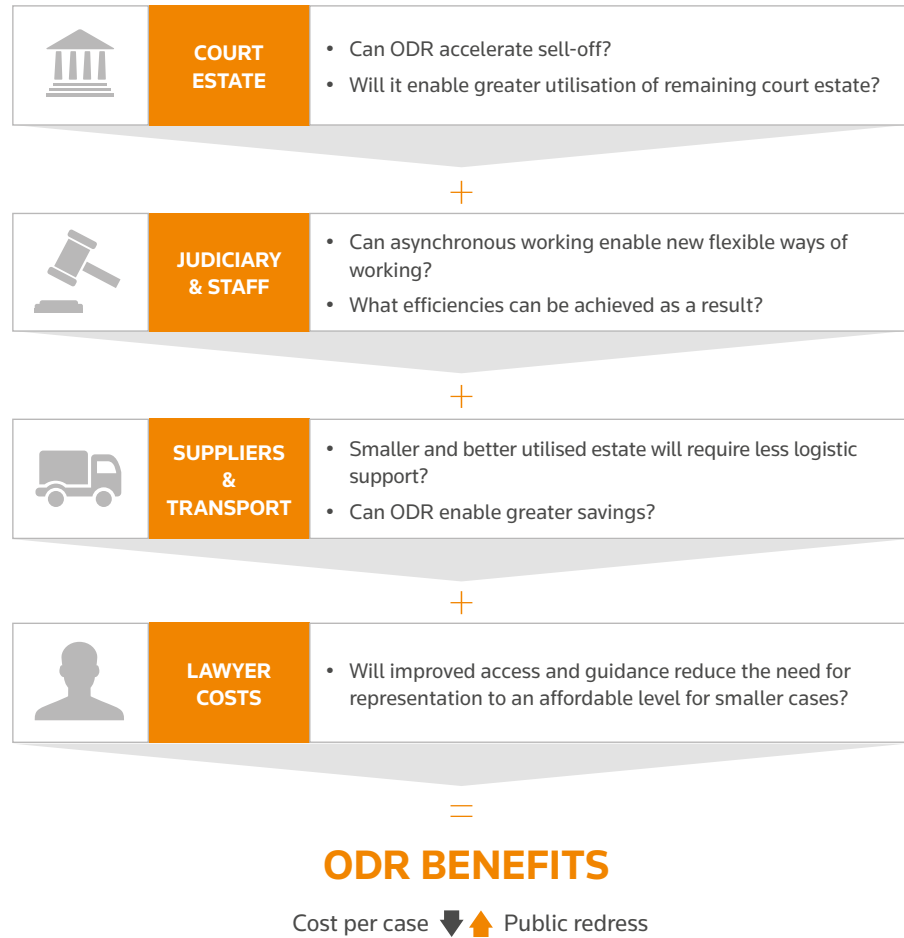 COURT
ESTATE
• Can ODR accelerate sell-off?
• Will it enable greater utilisation of remaining court estate?
+
JUDICIARY
& STAFF
• Can asynchronous working enable new flexible ways of
working?
• What efficiencies can be achieved as a result?
+
SUPPLIERS
&
TRANSPORT
• Smaller and better utilised estate will require less logistic
support?
• Can ODR enable greater savings?
+
LAWYER
COSTS
• Will improved access and guidance reduce the need for
representation to an affordable level for smaller cases?
=
ODR BENEFITS
Cost per case Public redress